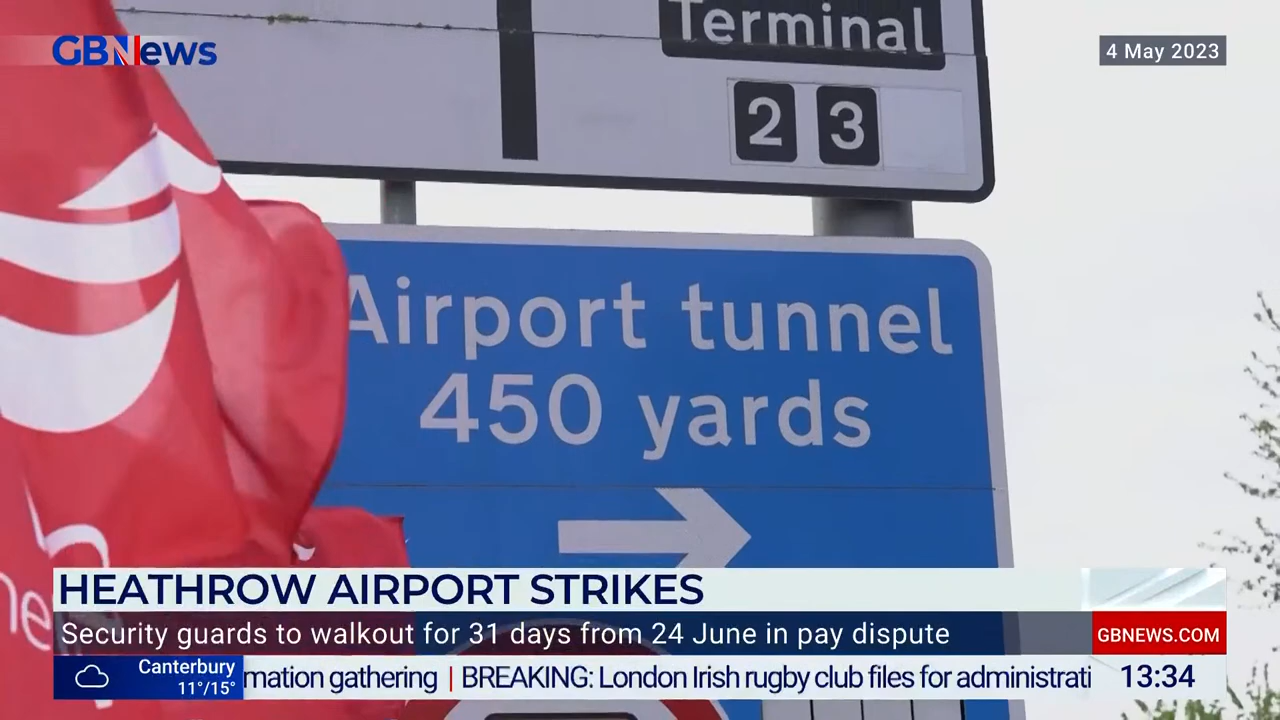 GBNews
4 May 2023
Terminal
2 3
Airport tunnel
450 yards
HEATHROW AIRPORT STRIKES
Security guards to walkout for 31 days from 24 June in pay dispute
GBNEWS.COM
Canterbury
11°/15°
mation gathering | BREAKING: London Irish rugby club files for administrati
13:34